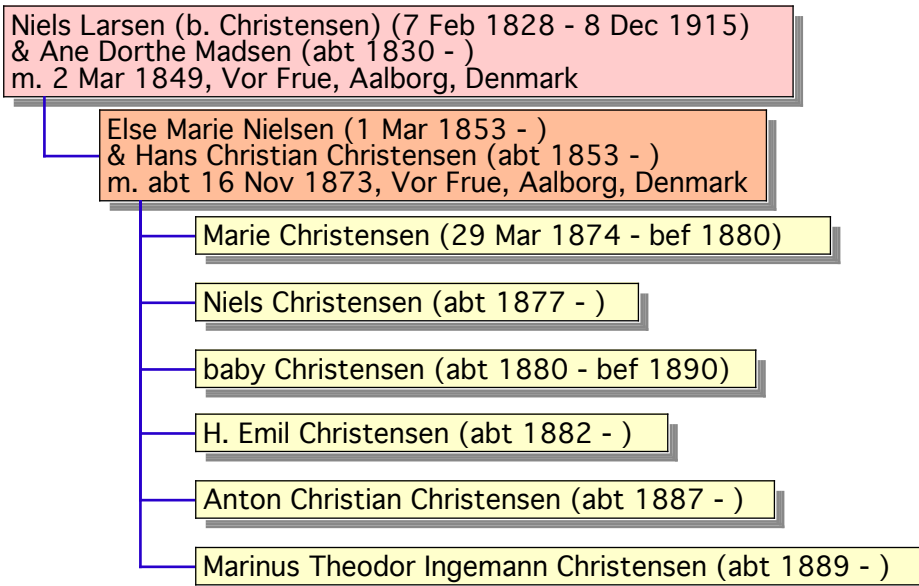 Niels Larsen (b. Christensen) (7 Feb 1828 - 8 Dec 1915)
& Ane Dorthe Madsen (abt 1830 - )
m. 2 Mar 1849, Vor Frue, Aalborg, Denmark
Else Marie Nielsen (1 Mar 1853 - )
& Hans Christian Christensen (abt 1853 - )
m. abt 16 Nov 1873, Vor Frue, Aalborg, Denmark
Marie Christensen (29 Mar 1874 - bef 1880)
Niels Christensen (abt 1877 - )
baby Christensen (abt 1880 - bef 1890)
H. Emil Christensen (abt 1882 - )
Anton Christian Christensen (abt 1887 - )
Marinus Theodor Ingemann Christensen (abt 1889 - )